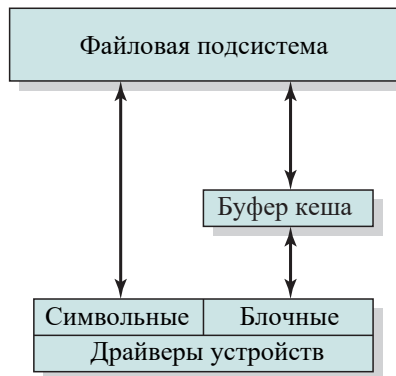 Файловая подсистема
Буфер кеша
Символьные Блочные
Драйверы устройств